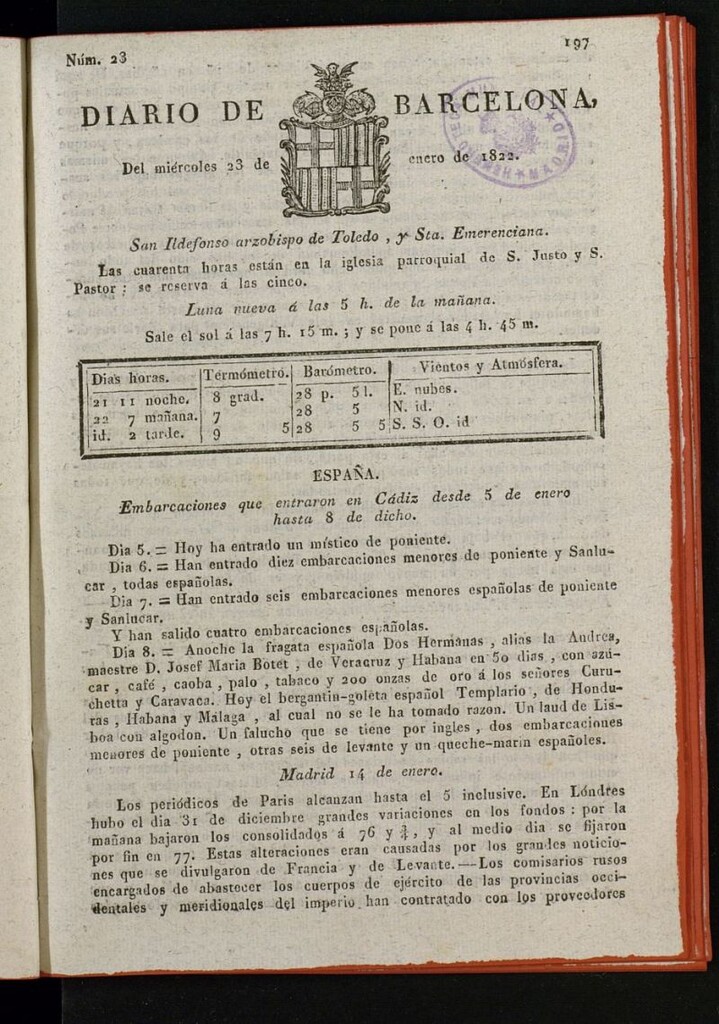 Núm. 23
197
DIARIO DE BARCELONA,
Del miércoles 23 de enero de 1822.
HEMEROTECA MUNICIPAL ★ MADRID ★
San Ildefonso arzobispo de Toledo , y Sta. Emerenciana.
Las cuarenta horas están en la iglesia parroquial de S. Justo y S.
Pastor : se reserva á las cinco.
Luna nueva á las 5 h. de la mañana.
Sale el sol á las 7 h. 15 m. ; y se pone á las 4 h. 45 m.
Dias horas. Termómetro. Barómetro. Vientos y Atmósfera.
21 11 noche. 8 grad. 28 p. 5 l. E. nubes.
22 7 mañana. 7 28 5 N. id.
id. 2 tarde. 9 5 28 5 5 S. S. O. id
ESPAÑA.
Embarcaciones que entraron en Cádiz desde 5 de enero
hasta 8 de dicho.
Dia 5. = Hoy ha entrado un místico de poniente.
Dia 6. = Han entrado diez embarcaciones menores de poniente y Sanlu-
car , todas españolas.
Dia 7. = Han entrado seis embarcaciones menores españolas de poniente
y Sanlucar.
Y han salido cuatro embarcaciones españolas.
Dia 8. = Anoche la fragata española Dos Hermanas , alias la Andrea,
maestre D. Josef Maria Botet , de Veracruz y Habana en 50 dias , con azú-
car , café , caoba , palo , tabaco y 200 onzas de oro á los señores Curu-
chetta y Caravaca. Hoy el bergantin-goleta español Templario , de Hondu-
ras , Habana y Malaga , al cual no se le ha tomado razon. Un laud de Lis-
boa con algodon. Un falucho que se tiene por ingles , dos embarcaciones
menores de poniente , otras seis de levante y un queche-marin españoles.
Madrid 14 de enero.
Los periódicos de Paris alcanzan hasta el 5 inclusive. En Lóndres
hubo el dia 31 de diciembre grandes variaciones en los fondos : por la
mañana bajaron los consolidados á 76 y ¾, y al medio dia se fijaron
por fin en 77. Estas alteraciones eran causadas por los grandes noticio-
nes que se divulgaron de Francia y de Levante.—Los comisarios rusos
encargados de abastecer los cuerpos de ejército de las provincias occi-
dentales y meridionales del imperio han contratado con los proveedores